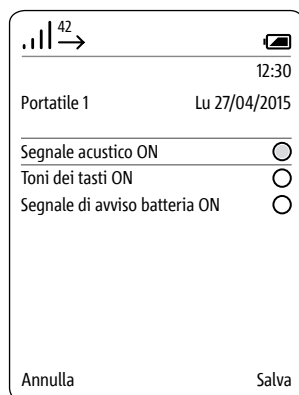 42
12:30
Portatile 1 Lu 27/04/2015
Segnale acustico ON
Toni dei tasti ON
Segnale di avviso batteria ON
Annulla Salva